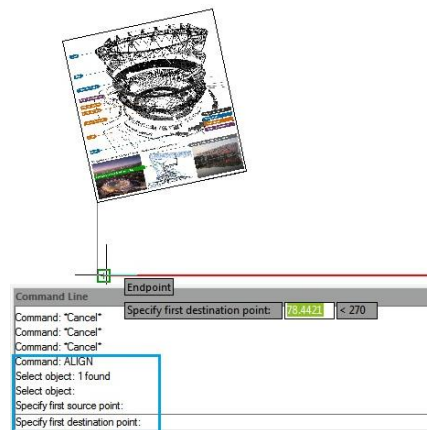 Endpoint
Specify first destination point: 78.4421 < 270
Command Line
Command: *Cancel*
Command: *Cancel*
Command: *Cancel*
Command: ALIGN
Select object: 1 found
Select object:
Specify first source point:
Specify first destination point: